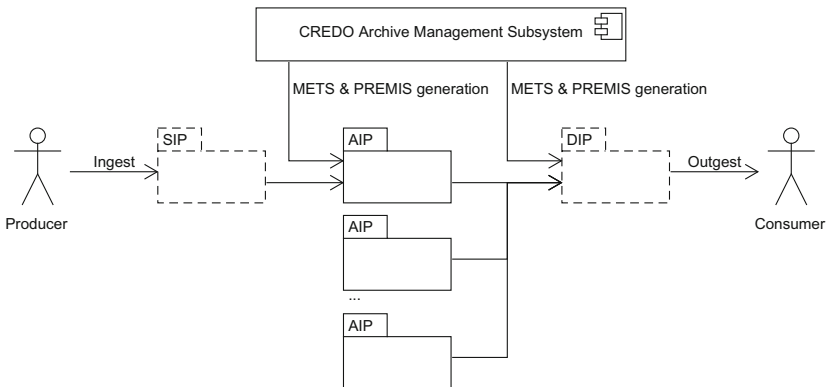 CREDO Archive Management Subsystem
METS & PREMIS generation
METS & PREMIS generation
SIP
AIP
DIP
Ingest
Outgest
Producer
Consumer
AIP
...
AIP